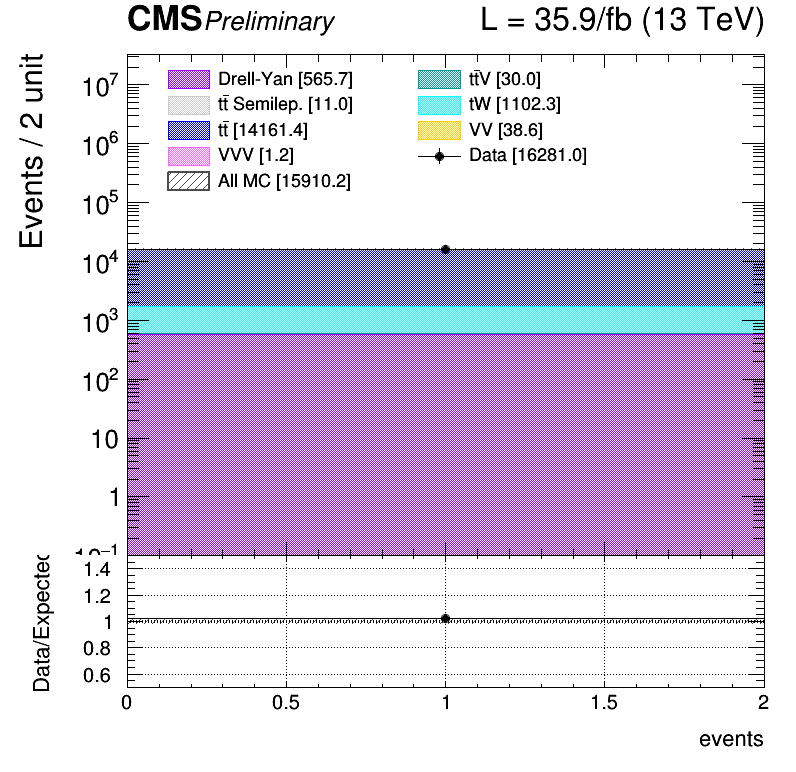 CMS Preliminary L = 35.9/fb (13 TeV)
Events / 2 unit
10⁷
10⁶
10⁵
10⁴
10³
10²
10
1
10⁻¹
Drell-Yan [565.7]
tt̄ Semilep. [11.0]
tt̄ [14161.4]
VVV [1.2]
All MC [15910.2]
tt̄V [30.0]
tW [1102.3]
VV [38.6]
Data [16281.0]
Data/Expected
1.4
1.2
1
0.8
0.6
0 0.5 1 1.5 2
events